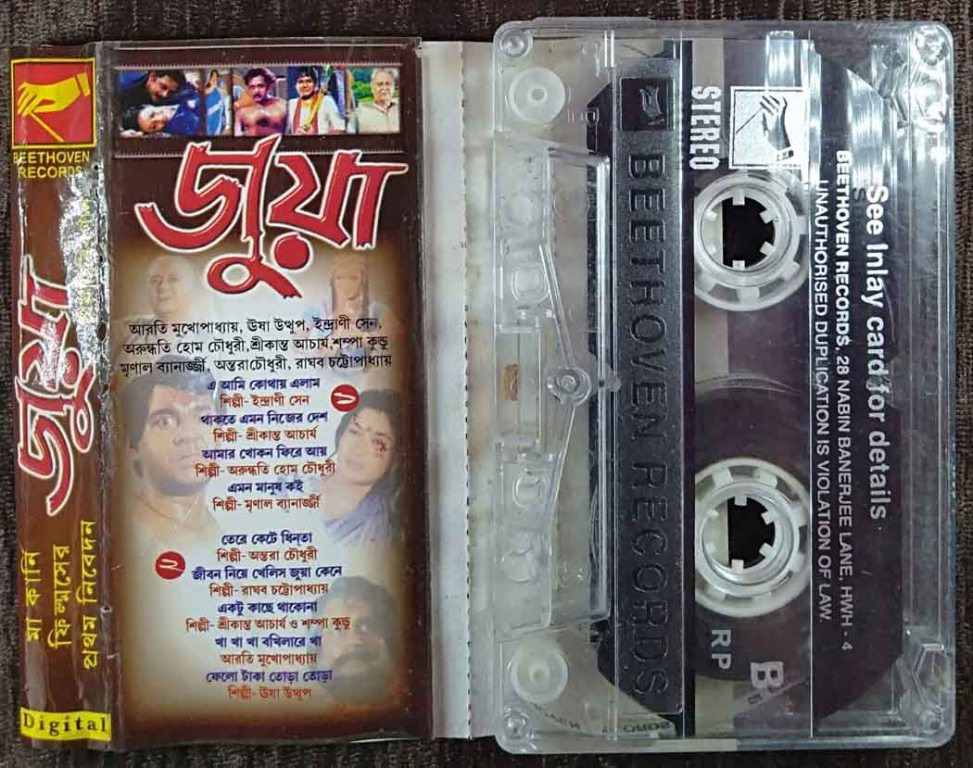 BEETHOVEN
RECORDS
জুয়া
মা কানি
ফিল্মসের
প্রথম নিবেদন
Digital
জুয়া
আরতি মুখোপাধ্যায়, ঊষা উত্থুপ, ইন্দ্রাণী সেন,
অরুন্ধতি হোম চৌধুরী,শ্রীকান্ত আচার্য,শম্পা কুন্ডু
মৃণাল ব্যানার্জ্জী, অন্তরাচৌধুরী, রাঘব চট্টোপাধ্যায়
এ আমি কোথায় এলাম
শিল্পী- ইন্দ্রাণী সেন
থাকতে এমন নিজের দেশ
শিল্পী- শ্রীকান্ত আচার্য
আমার খোকন ফিরে আয়
শিল্পী- অরুন্ধতি হোম চৌধুরী
এমন মানুষ কই
শিল্পী- মৃণাল ব্যানার্জ্জী
১
তেরে কেটে ধিনতা
শিল্পী- অন্তরা চৌধুরী
জীবন নিয়ে খেলিস জুয়া কেনে
শিল্পী- রাঘব চট্টোপাধ্যায়
একটু কাছে থাকোনা
শিল্পী- শ্রীকান্ত আচার্য ও শম্পা কুন্ডু
খা খা খা বখিলারে খা
আরতি মুখোপাধ্যায়
ফেলো টাকা তোড়া তোড়া
শিল্পী- ঊষা উত্থুপ
২
BEETHOVEN RECORDS
STEREO
See Inlay card for details
BEETHOVEN RECORDS, 28 NABIN BANERJEE LANE, HWH - 4
UNAUTHORISED DUPLICATION IS VIOLATION OF LAW
RP
B